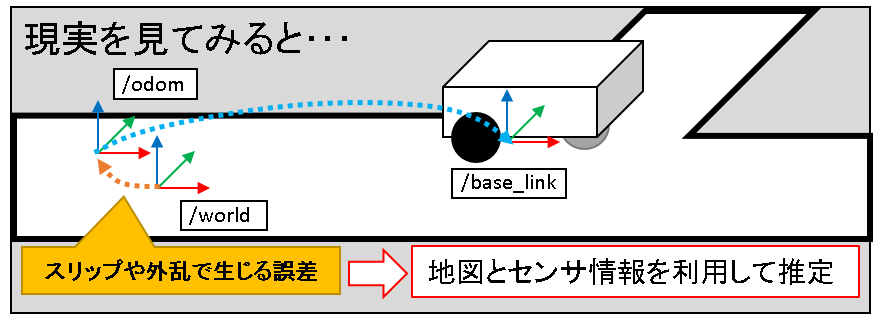 現実を見てみると･･･
/odom
/base_link
/world
スリップや外乱で生じる誤差
地図とセンサ情報を利用して推定